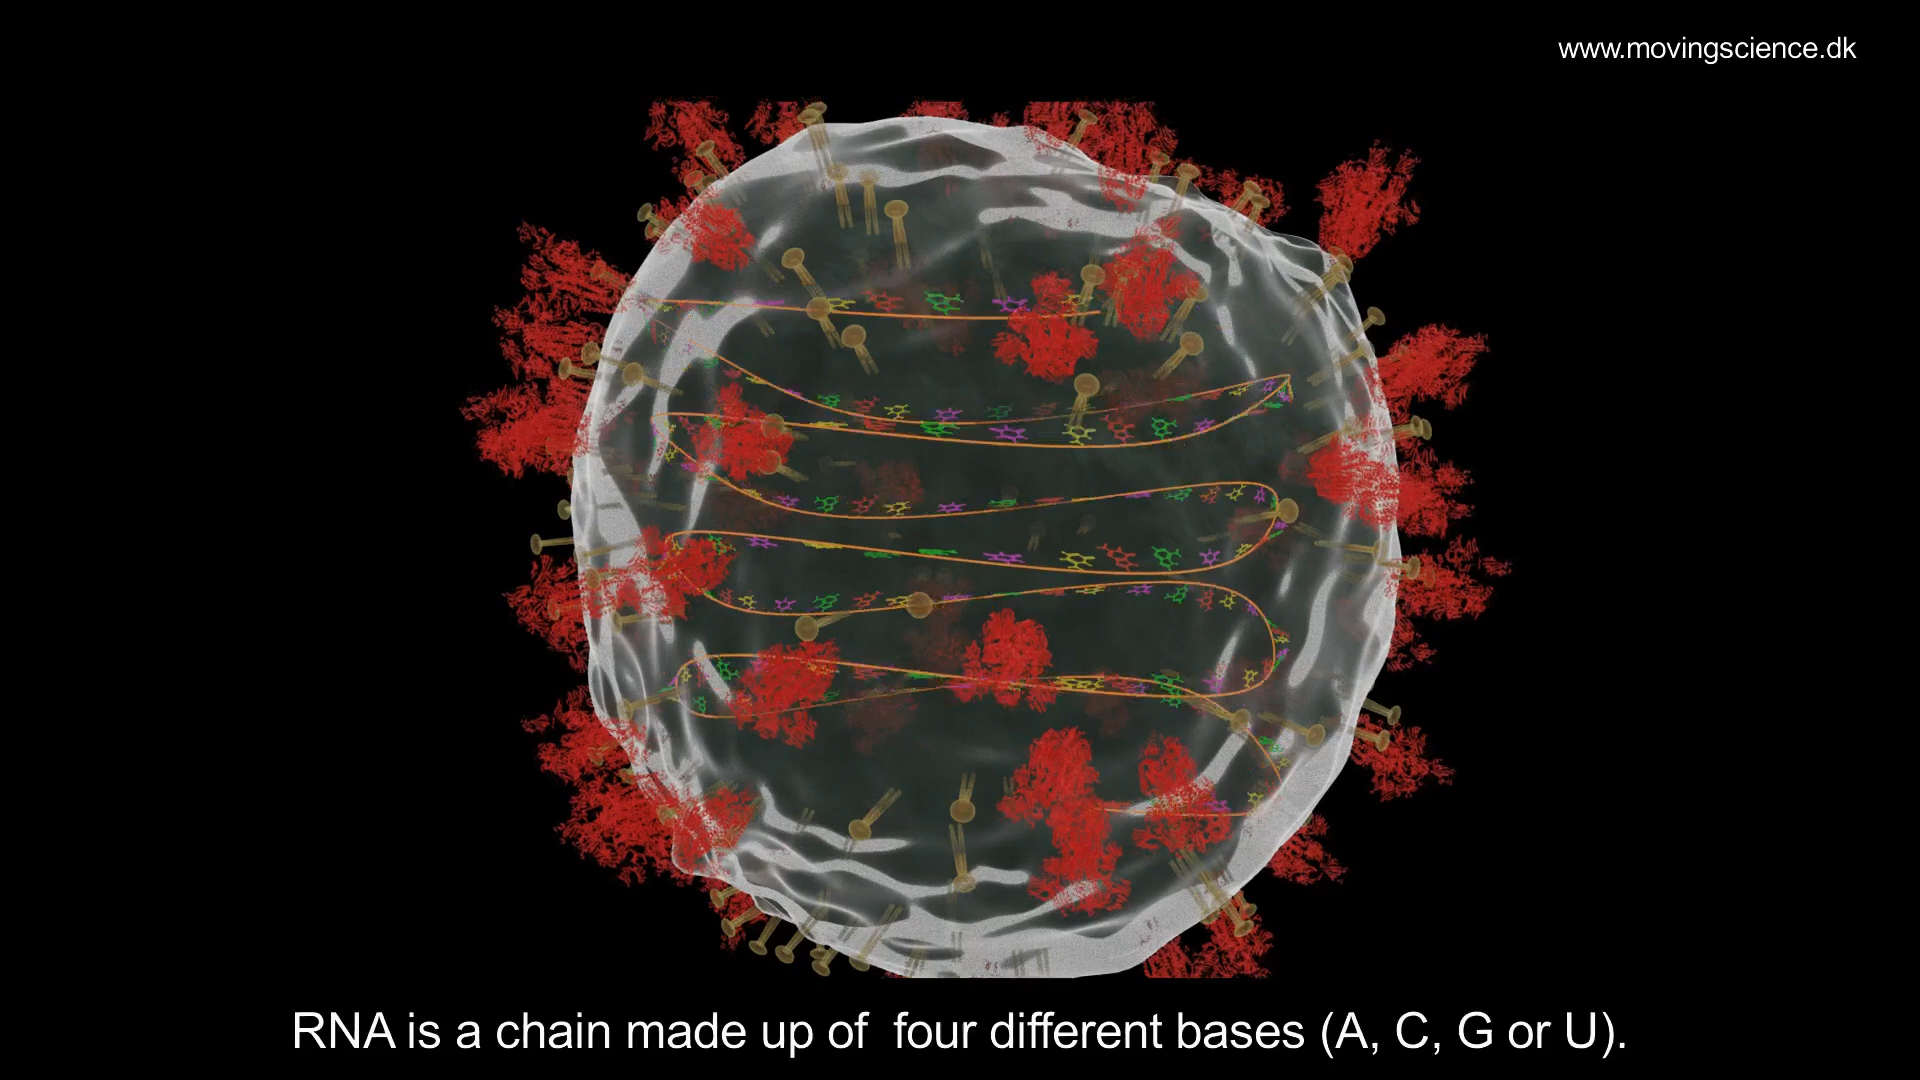 www.movingscience.dk
RNA is a chain made up of  four different bases (A, C, G or U).